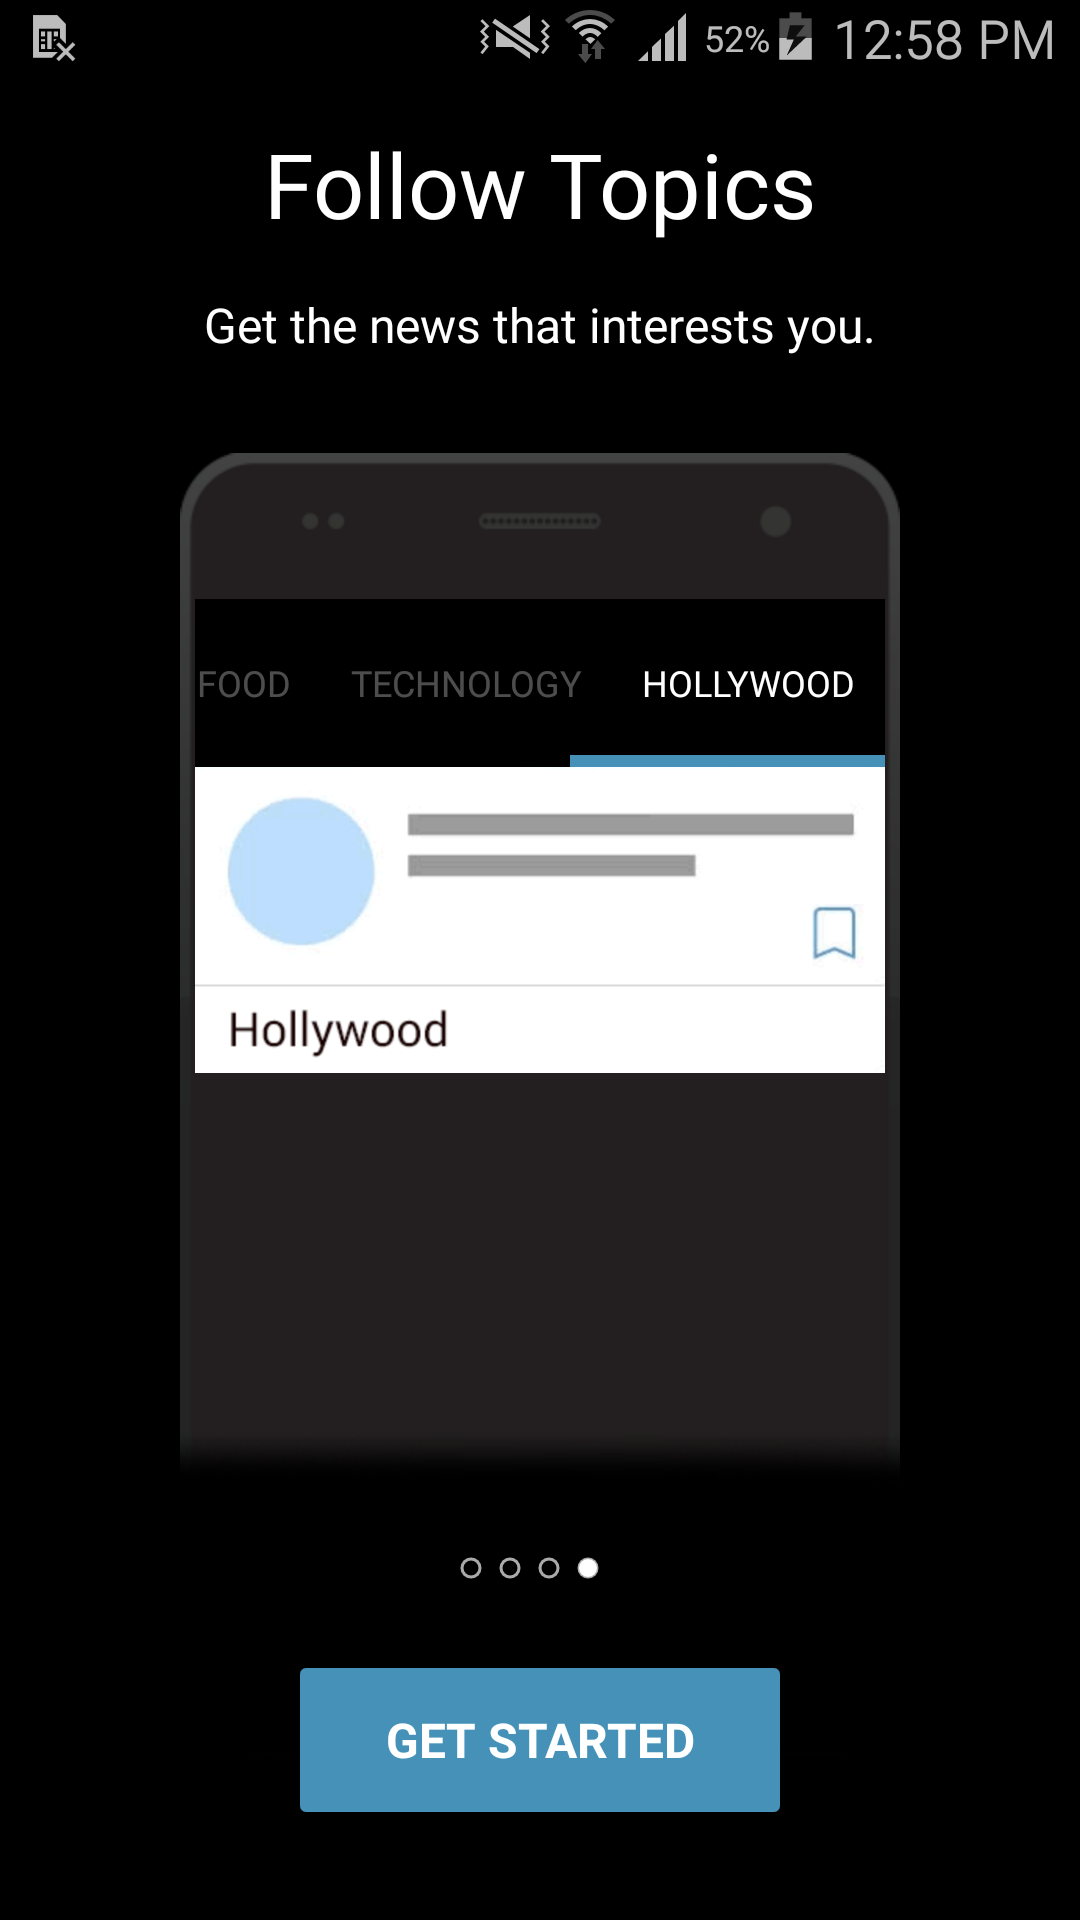 52% 12:58 PM
Follow Topics
Get the news that interests you.
FOOD TECHNOLOGY HOLLYWOOD
Hollywood
GET STARTED